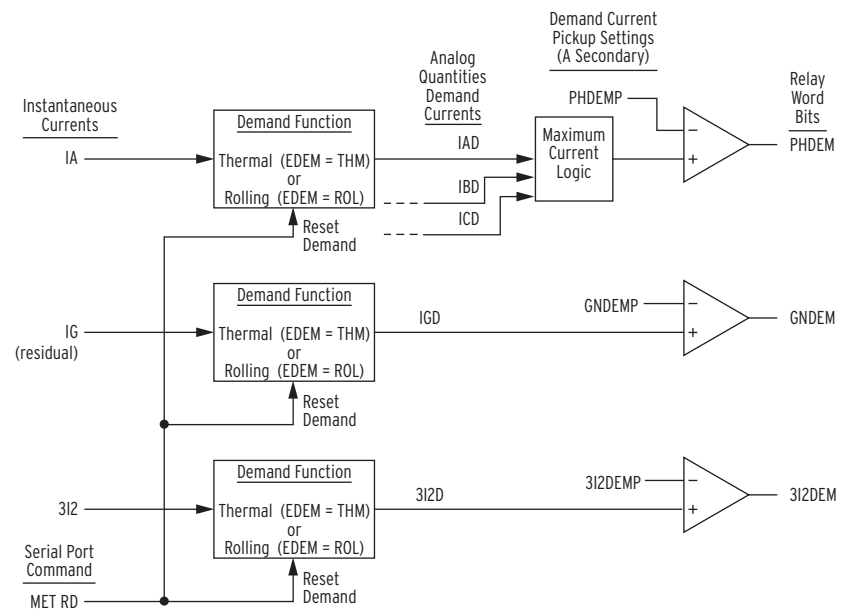 Demand Current
Pickup Settings
(A Secondary)
Analog
Quantities
Demand
Currents
Relay
Word
Bits
Instantaneous
Currents
IA
Demand Function
Thermal (EDEM = THM)
or
Rolling (EDEM = ROL)
Reset
Demand
IAD
IBD
ICD
Maximum
Current
Logic
PHDEMP
−
+
PHDEM
IG
(residual)
Demand Function
Thermal (EDEM = THM)
or
Rolling (EDEM = ROL)
Reset
Demand
IGD
GNDEMP
−
+
GNDEM
3I2
Demand Function
Thermal (EDEM = THM)
or
Rolling (EDEM = ROL)
Reset
Demand
3I2D
3I2DEMP
−
+
3I2DEM
Serial Port
Command
MET RD